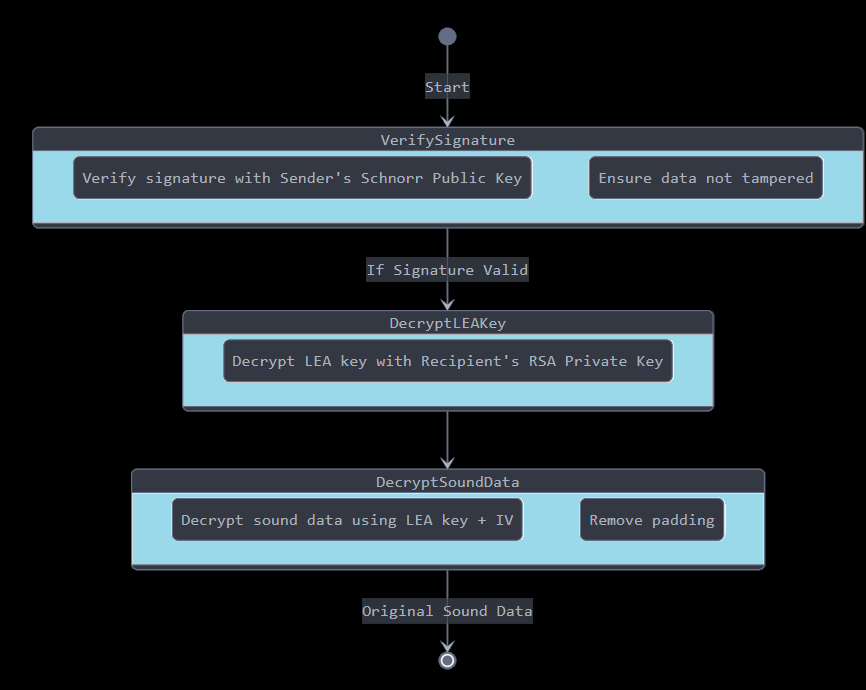 Start
VerifySignature
Verify signature with Sender's Schnorr Public Key
Ensure data not tampered
If Signature Valid
DecryptLEAKey
Decrypt LEA key with Recipient's RSA Private Key
DecryptSoundData
Decrypt sound data using LEA key + IV
Remove padding
Original Sound Data